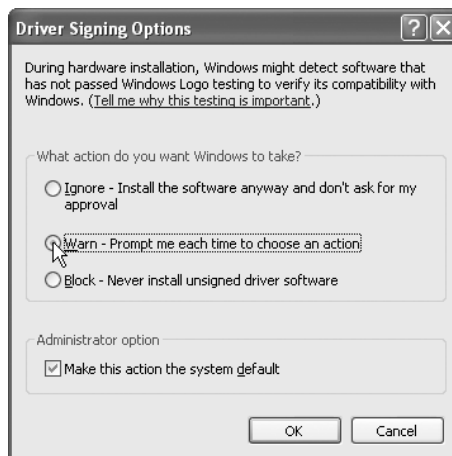 Driver Signing Options
During hardware installation, Windows might detect software that
has not passed Windows Logo testing to verify its compatibility with
Windows. (Tell me why this testing is important.)
What action do you want Windows to take?
Ignore - Install the software anyway and don't ask for my
approval
Warn - Prompt me each time to choose an action
Block - Never install unsigned driver software
Administrator option
Make this action the system default
OK Cancel